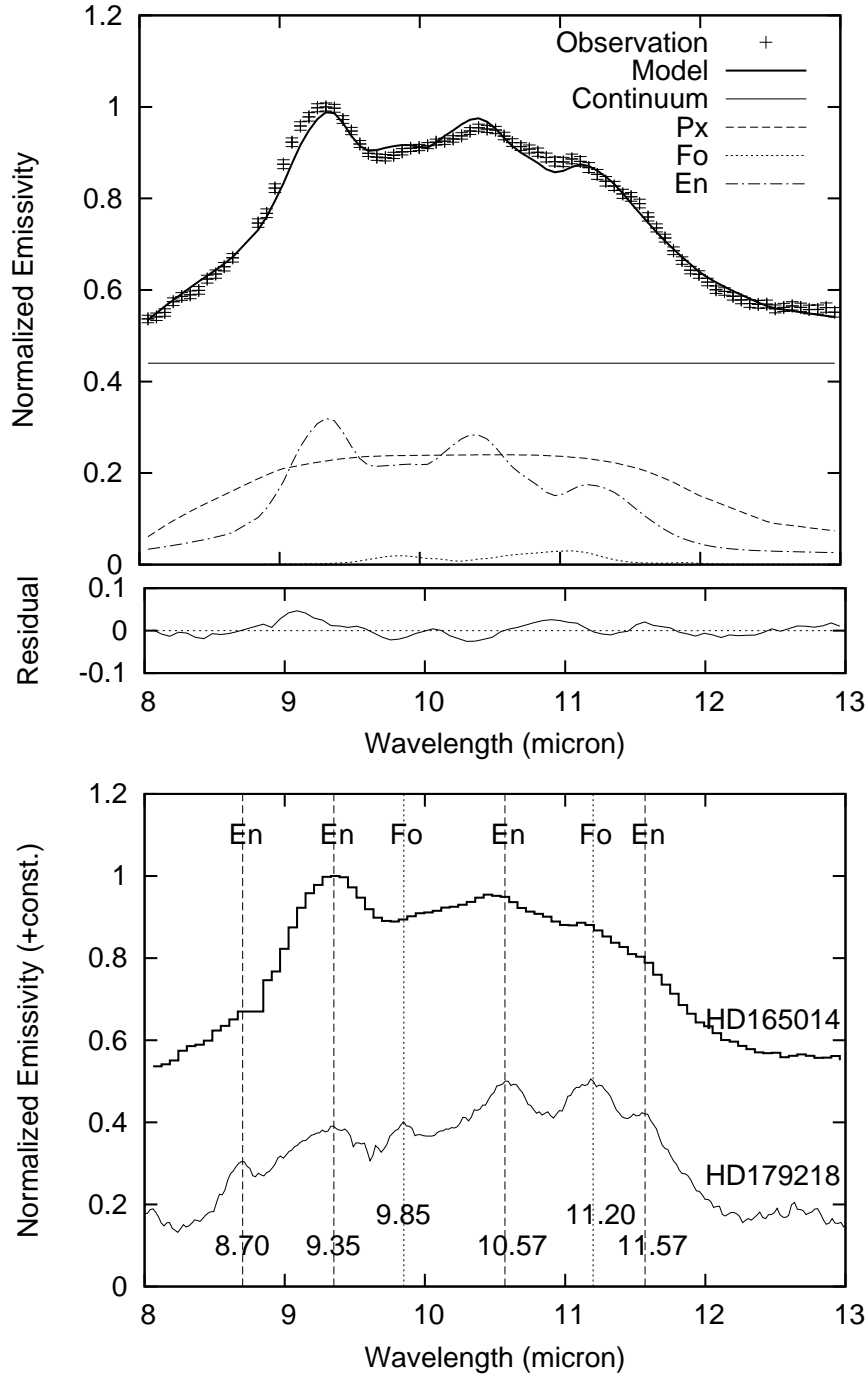 1.2
1
0.8
0.6
0.4
0.2
0
Normalized Emissivity
Observation
Model
Continuum
Px
Fo
En
0.1
0
-0.1
Residual
8 9 10 11 12 13
Wavelength (micron)
1.2
1
0.8
0.6
0.4
0.2
0
Normalized Emissivity (+const.)
En En Fo En Fo En
HD165014
HD179218
9.85 11.20
8.70 9.35 10.57 11.57
8 9 10 11 12 13
Wavelength (micron)